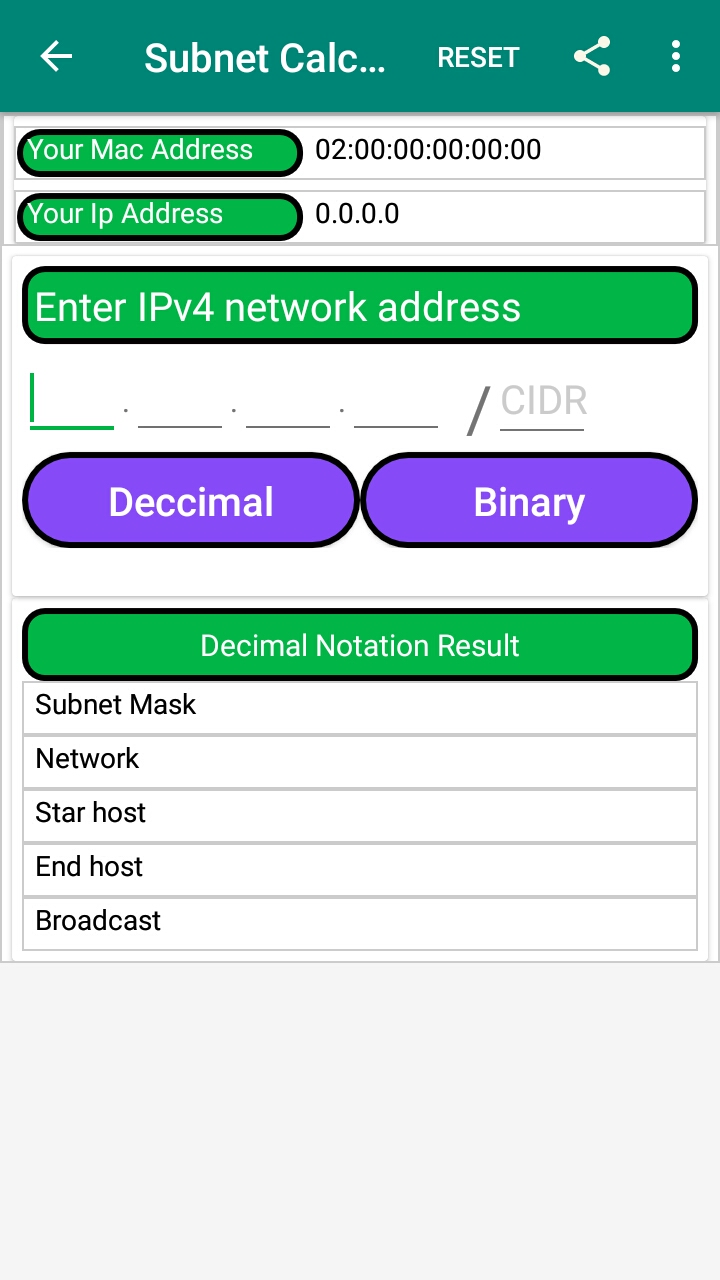 Subnet Calc... RESET
Your Mac Address 02:00:00:00:00:00
Your Ip Address 0.0.0.0
Enter IPv4 network address
. . . / CIDR
Deccimal Binary
Decimal Notation Result
Subnet Mask
Network
Star host
End host
Broadcast